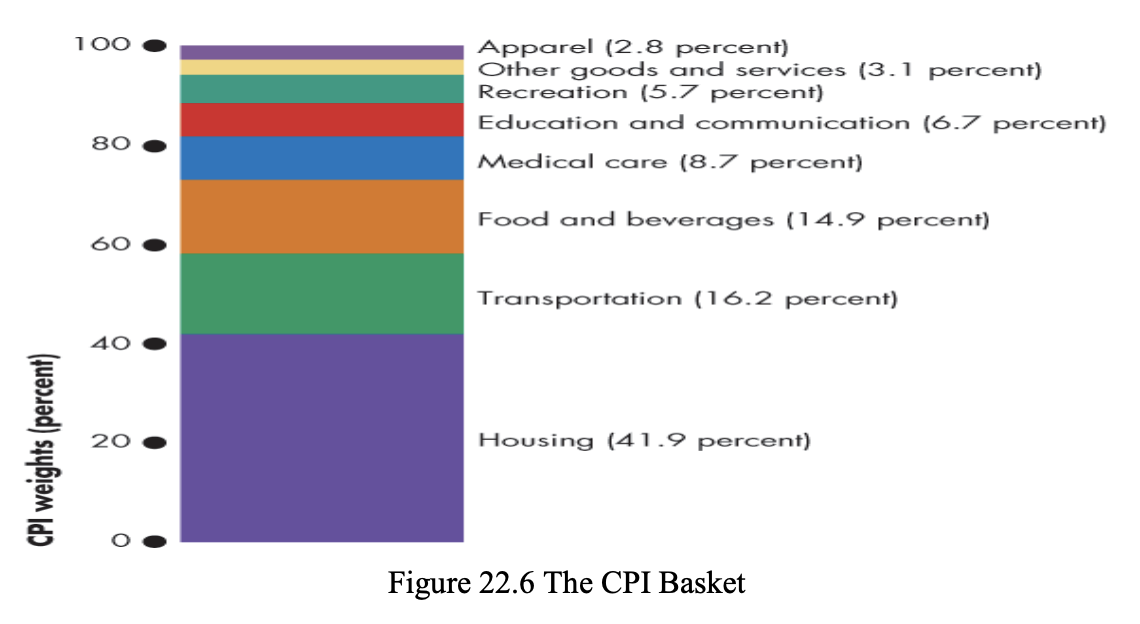 100
Apparel (2.8 percent)
Other goods and services (3.1 percent)
Recreation (5.7 percent)
Education and communication (6.7 percent)
80
Medical care (8.7 percent)
Food and beverages (14.9 percent)
60
Transportation (16.2 percent)
40
Housing (41.9 percent)
20
0
CPI weights (percent)
Figure 22.6 The CPI Basket